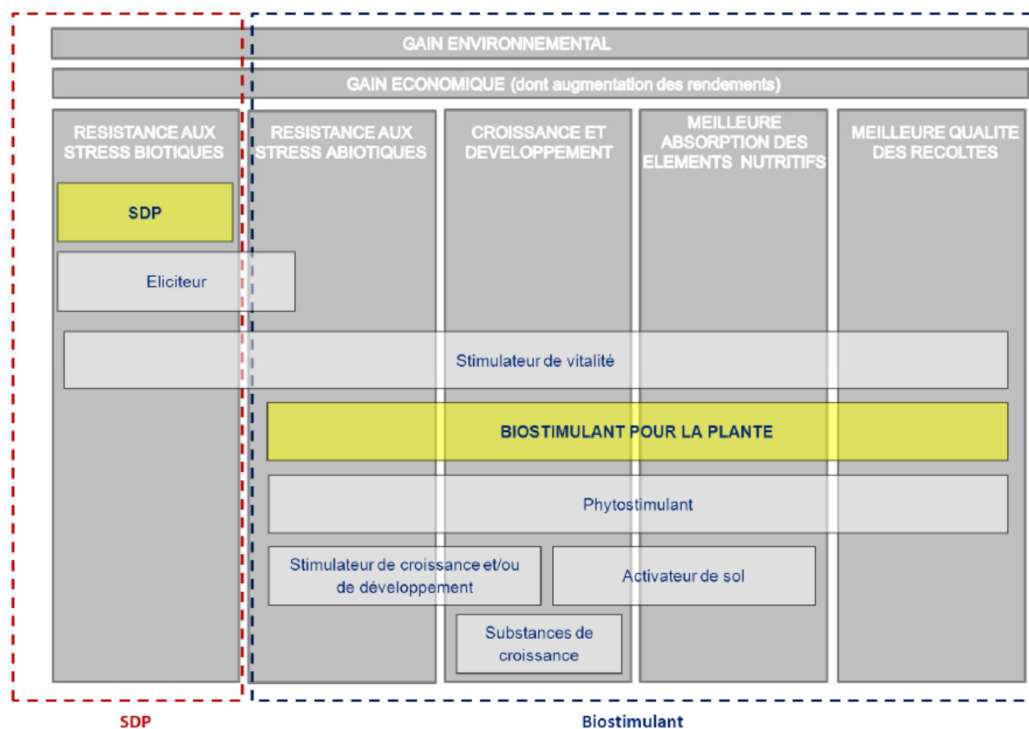 GAIN ENVIRONNEMENTAL
GAIN ECONOMIQUE (dont augmentation des rendements)
RESISTANCE AUX
STRESS BIOTIQUES
RESISTANCE AUX
STRESS ABIOTIQUES
CROISSANCE ET
DEVELOPPEMENT
MEILLEURE
ABSORPTION DES
ELEMENTS NUTRITIFS
MEILLEURE QUALITE
DES RECOLTES
SDP
Eliciteur
Stimulateur de vitalité
BIOSTIMULANT POUR LA PLANTE
Phytostimulant
Stimulateur de croissance et/ou
de développement
Activateur de sol
Substances de
croissance
SDP
Biostimulant